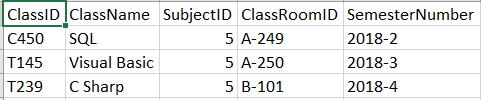 ClassID ClassName SubjectID ClassRoomID SemesterNumber
C450 SQL 5 A-249 2018-2
T145 Visual Basic 5 A-250 2018-3
T239 C Sharp 5 B-101 2018-4